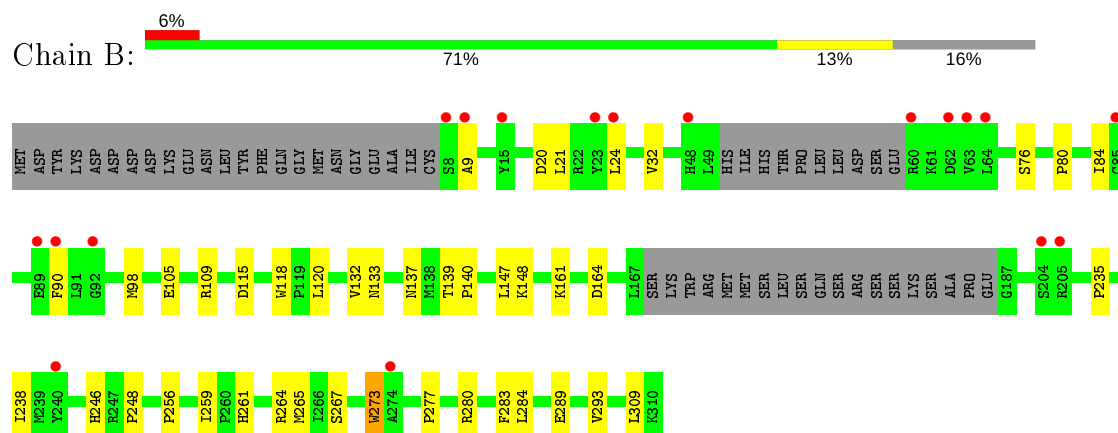 6%
Chain B:
71% 13% 16%
MET ASP TYR LYS ASP ASP ASP ASP LYS GLU ASN LEU TYR PHE GLN GLY MET ASN GLY GLU ALA ILE CYS S8 A9 Y15 D20 L21 R22 Y23 L24 V32 H48 L49 HIS ILE HIS THR PRO LEU LEU ASP SER GLU R60 K61 D62 V63 L64 S76 P80 I84 C85
E89 F90 L91 G92 M98 E105 R109 D115 W118 P119 L120 V132 N133 N137 M138 T139 P140 L147 K148 K161 D164 L167 SER LYS TRP ARG MET MET SER LEU SER GLN SER ARG SER SER LYS SER ALA PRO GLU G187 S204 R205 P235
I238 M239 Y240 H246 R247 P248 P256 I259 P260 H261 R264 M265 I266 S267 W273 A274 P277 R280 F283 L284 E289 V293 L309 K310